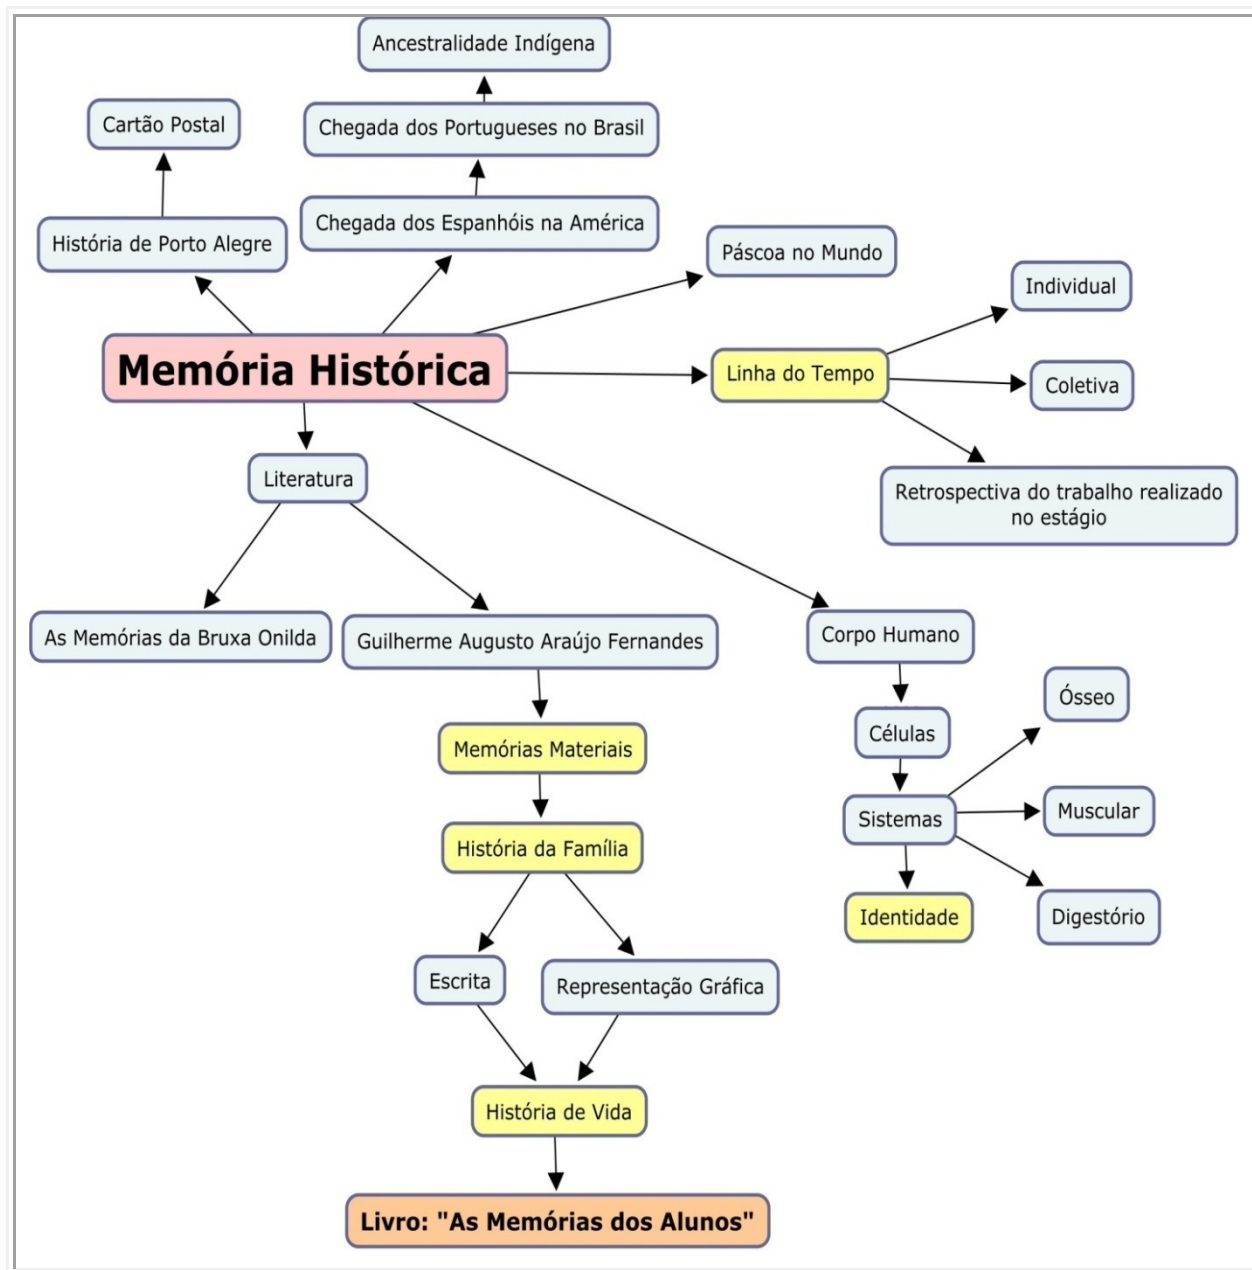 Ancestralidade Indígena
Cartão Postal
Chegada dos Portugueses no Brasil
História de Porto Alegre
Chegada dos Espanhóis na América
Páscoa no Mundo
Individual
Memória Histórica
Linha do Tempo
Coletiva
Literatura
Retrospectiva do trabalho realizado
no estágio
As Memórias da Bruxa Onilda
Guilherme Augusto Araújo Fernandes
Corpo Humano
Ósseo
Células
Memórias Materiais
Sistemas
Muscular
História da Família
Identidade
Digestório
Escrita
Representação Gráfica
História de Vida
Livro: "As Memórias dos Alunos"